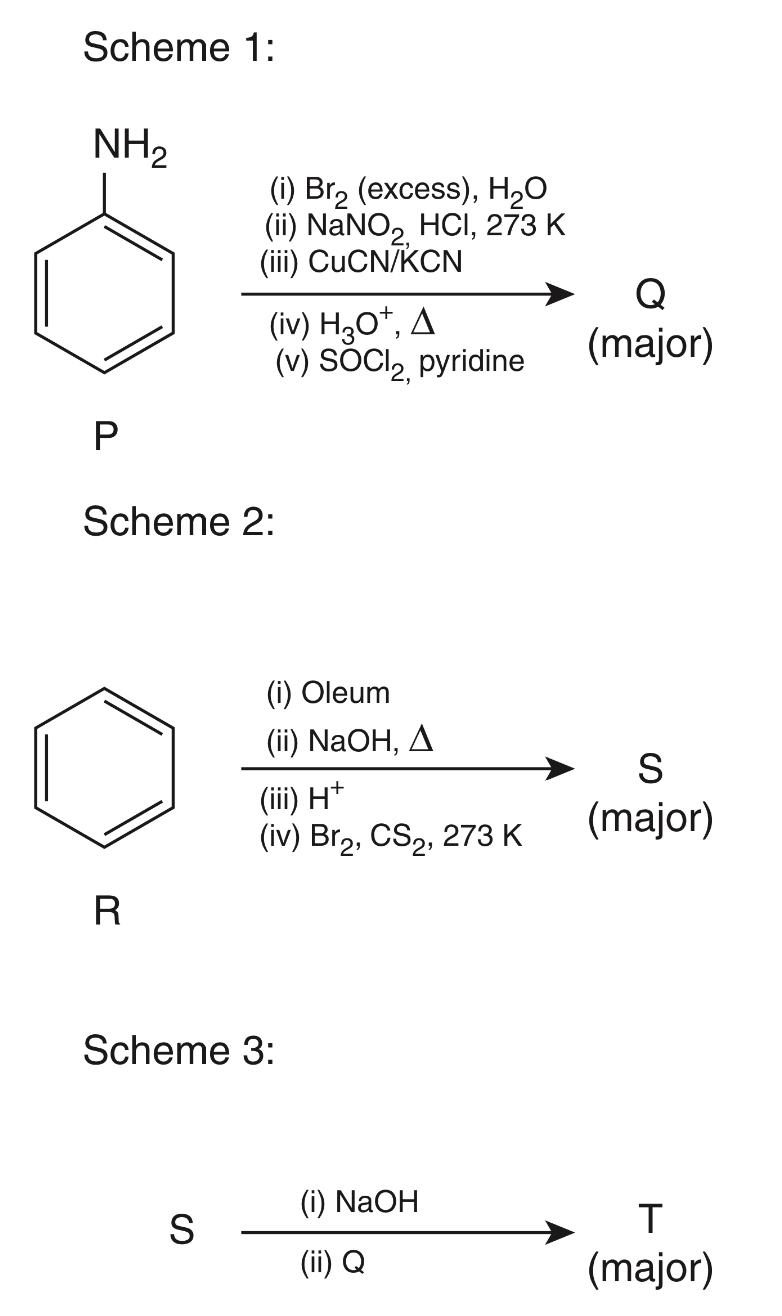 Scheme 1:
NH₂
(i) Br₂ (excess), H₂O
(ii) NaNO₂, HCl, 273 K
(iii) CuCN/KCN
(iv) H₃O⁺, Δ
(v) SOCl₂, pyridine
Q
(major)
P
Scheme 2:
(i) Oleum
(ii) NaOH, Δ
(iii) H⁺
(iv) Br₂, CS₂, 273 K
S
(major)
R
Scheme 3:
S
(i) NaOH
(ii) Q
T
(major)